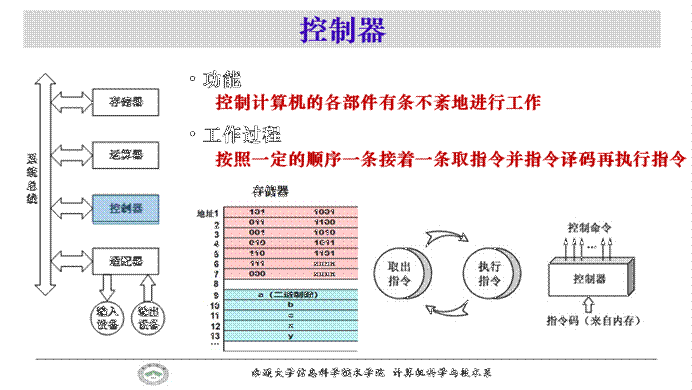 控制器
• 功能
控制计算机的各部件有条不紊地进行工作
• 工作过程
按照一定的顺序一条接着一条取指令并指令译码再执行指令
系统总线
存储器
运算器
控制器
适配器
输入设备
输出设备
存储器
地址1 101 1001
2 011 1100
3 001 1010
4 010 1011
5 110 1101
6 111 xxxx
7 000 xxxx
8
9 a（二进制数）
10 b
11 c
12 x
13 y
...
取出指令
执行指令
控制命令
...
控制器
指令码（来自内存）
信息科学技术学院 计算机科学与技术系